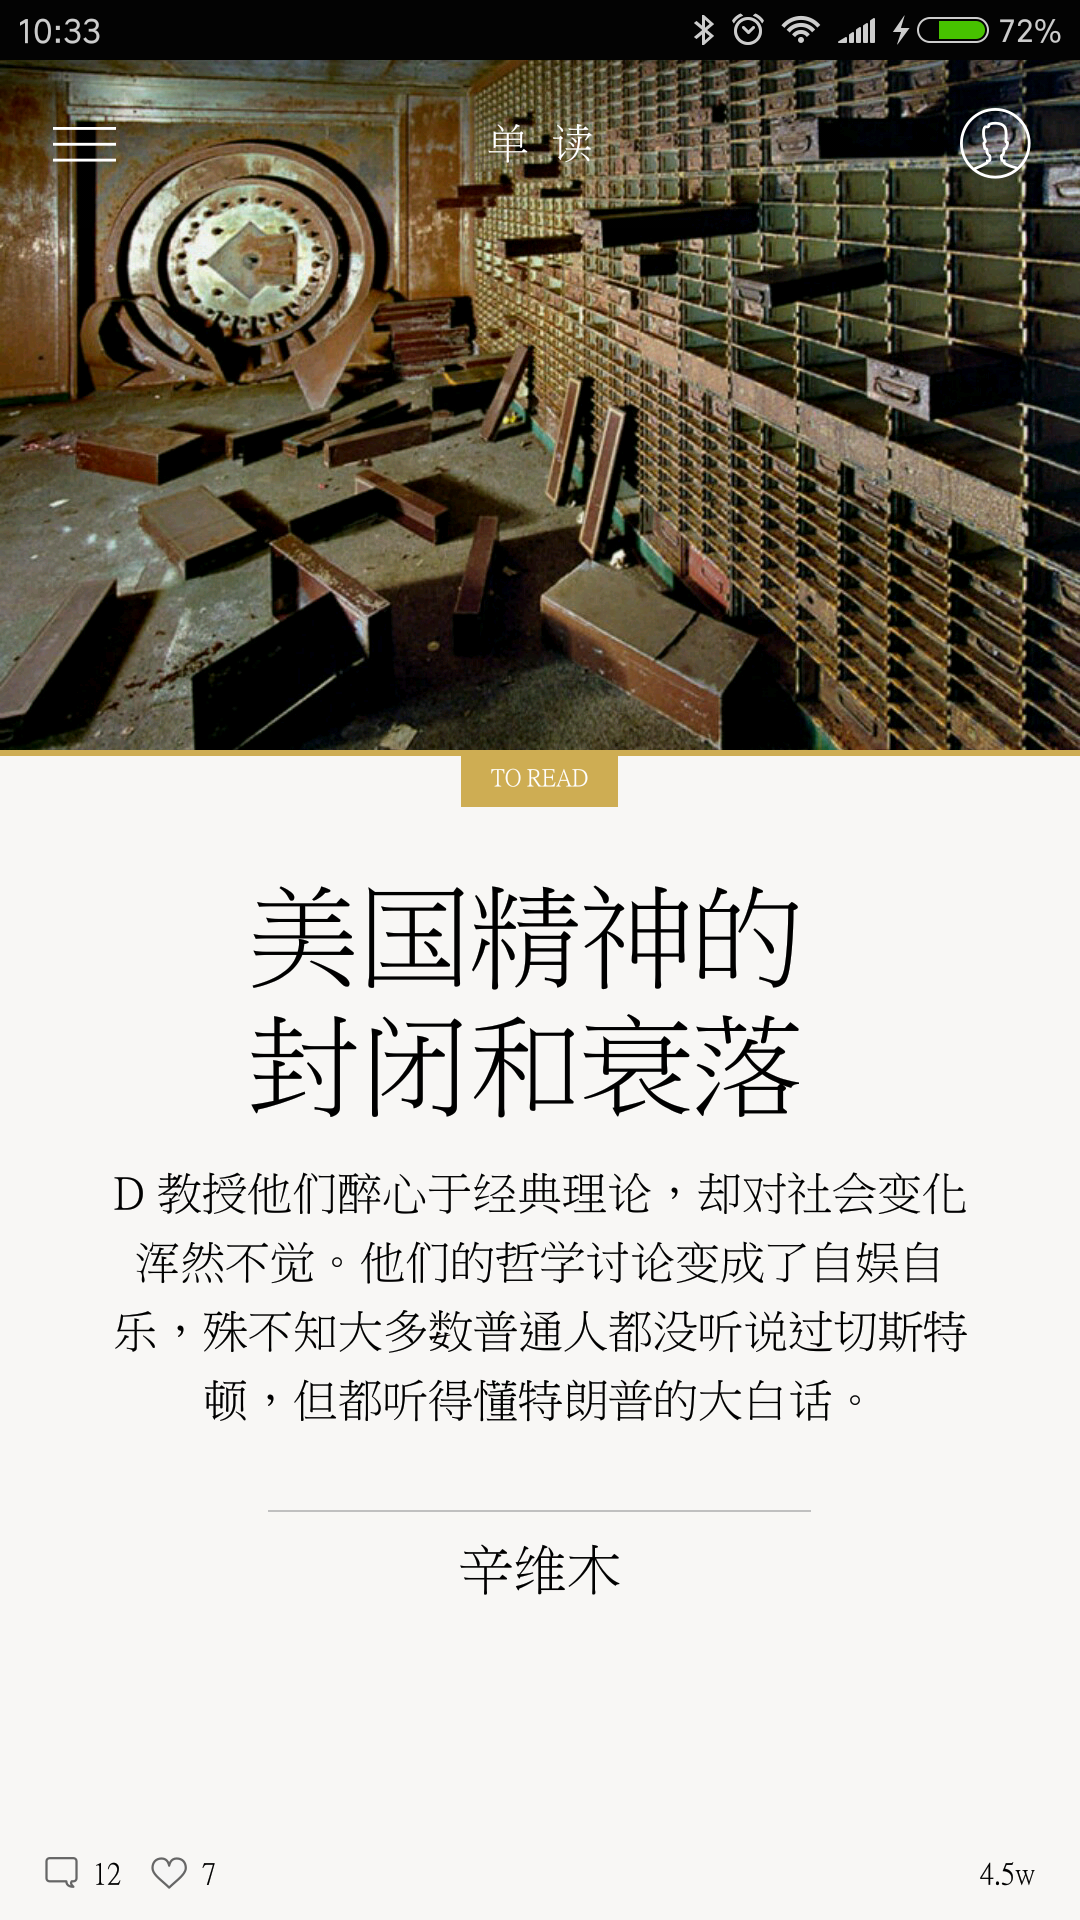 10:33
72%
单 读
TO READ
美国精神的
封闭和衰落
D 教授他们醉心于经典理论，却对社会变化
浑然不觉。他们的哲学讨论变成了自娱自
乐，殊不知大多数普通人都没听说过切斯特
顿，但都听得懂特朗普的大白话。
辛维木
12
7
4.5w